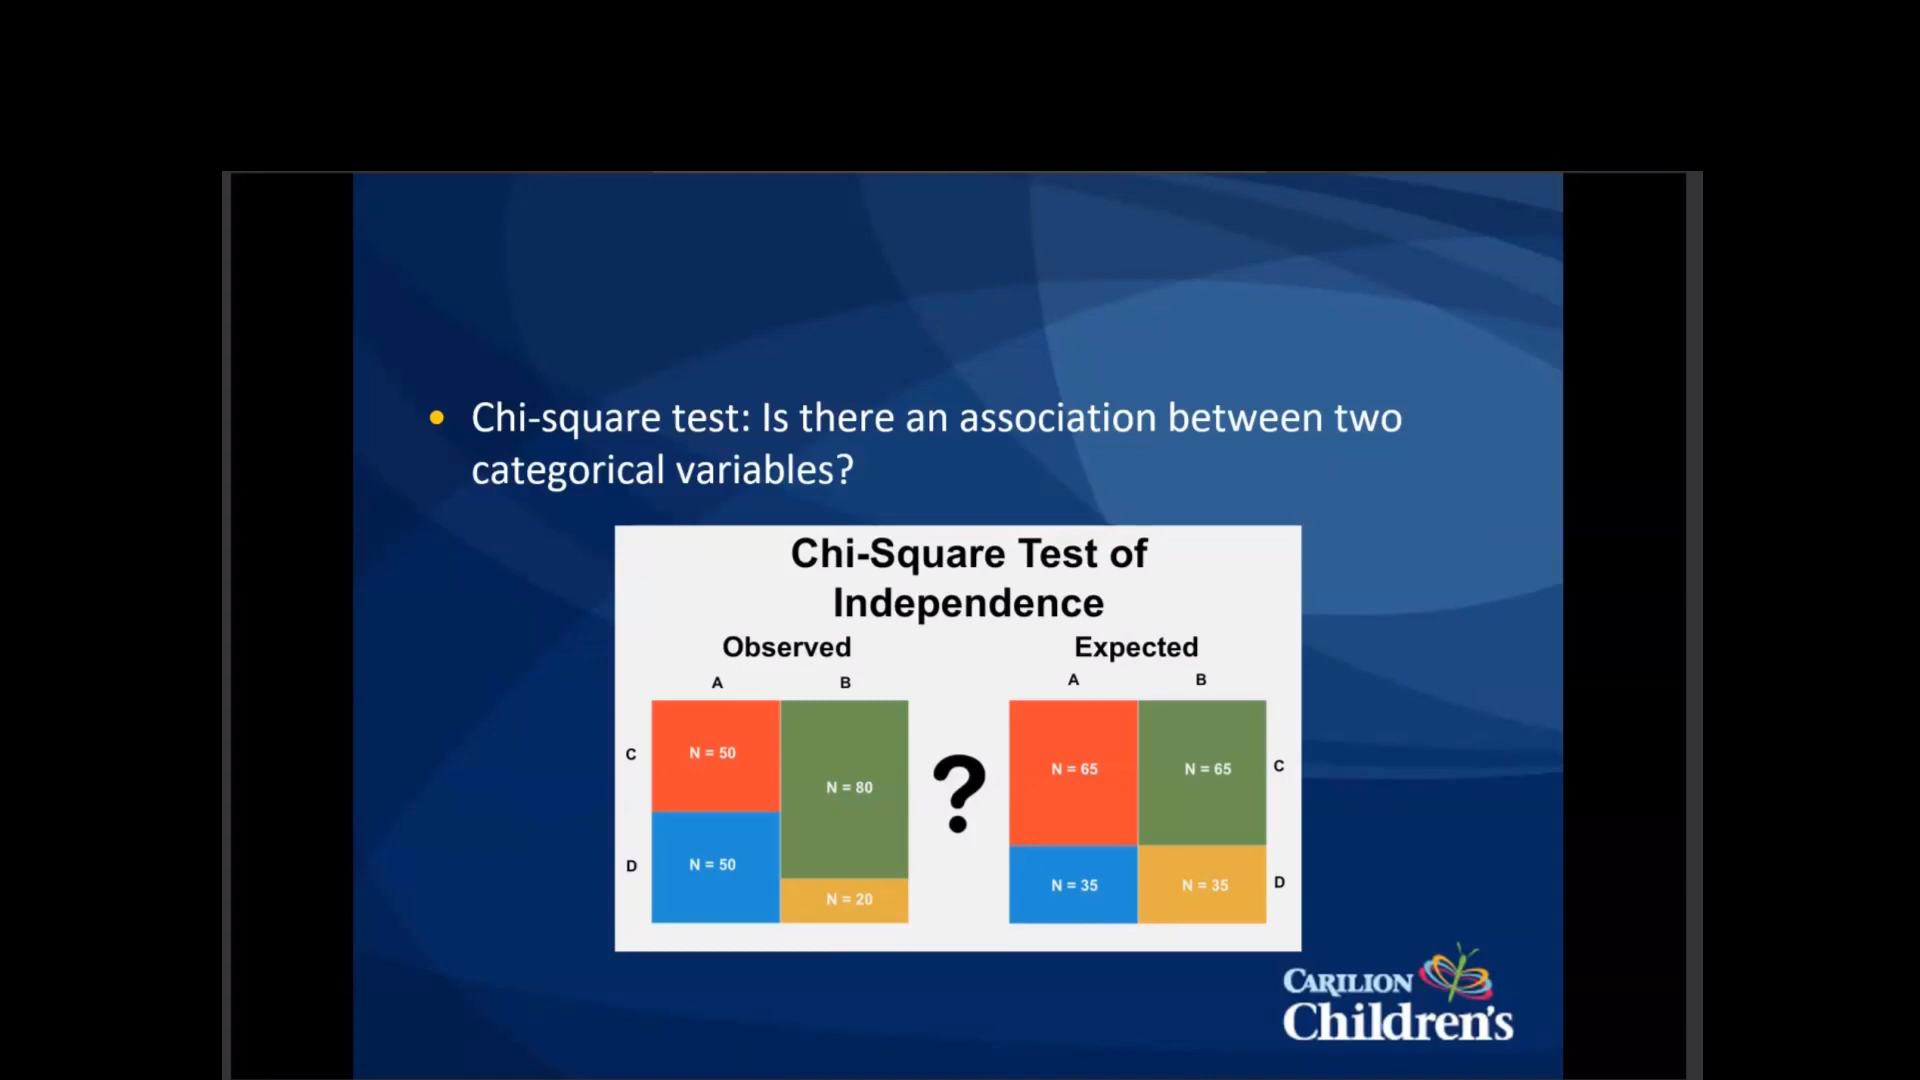 • Chi-square test: Is there an association between two
categorical variables?
Chi-Square Test of
Independence
Observed
Expected
A B
A B
C N = 50 N = 80
D N = 50 N = 20
?
N = 65 N = 65 C
N = 35 N = 35 D
CARILION
Children's